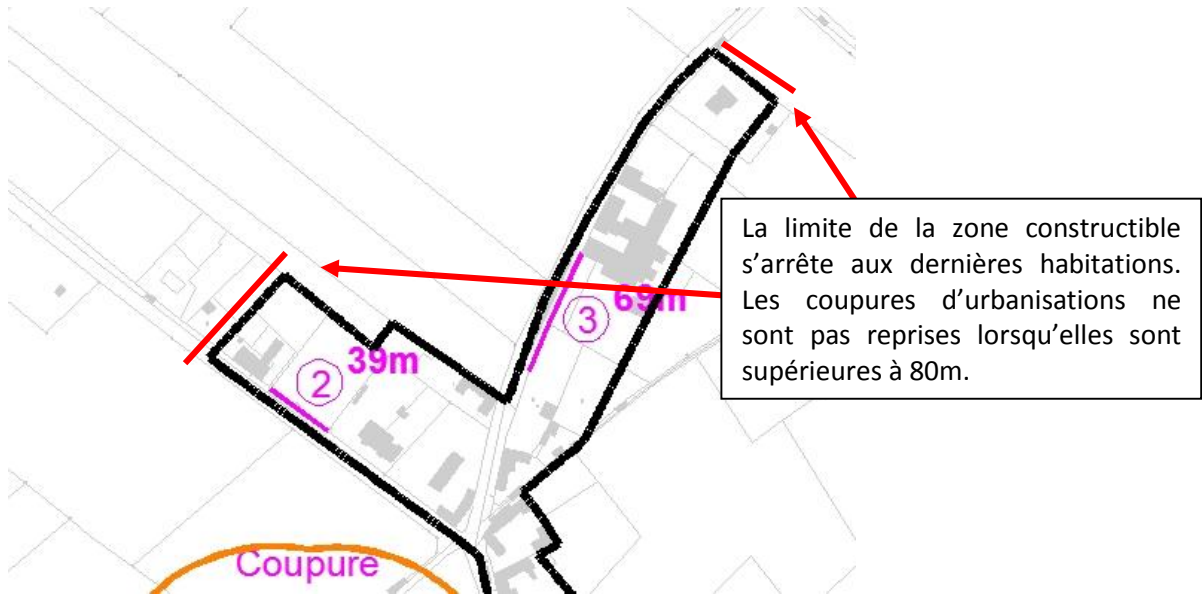 La limite de la zone constructible
s'arrête aux dernières habitations.
Les coupures d'urbanisations ne
sont pas reprises lorsqu'elles sont
supérieures à 80m.
3 69m
2 39m
Coupure